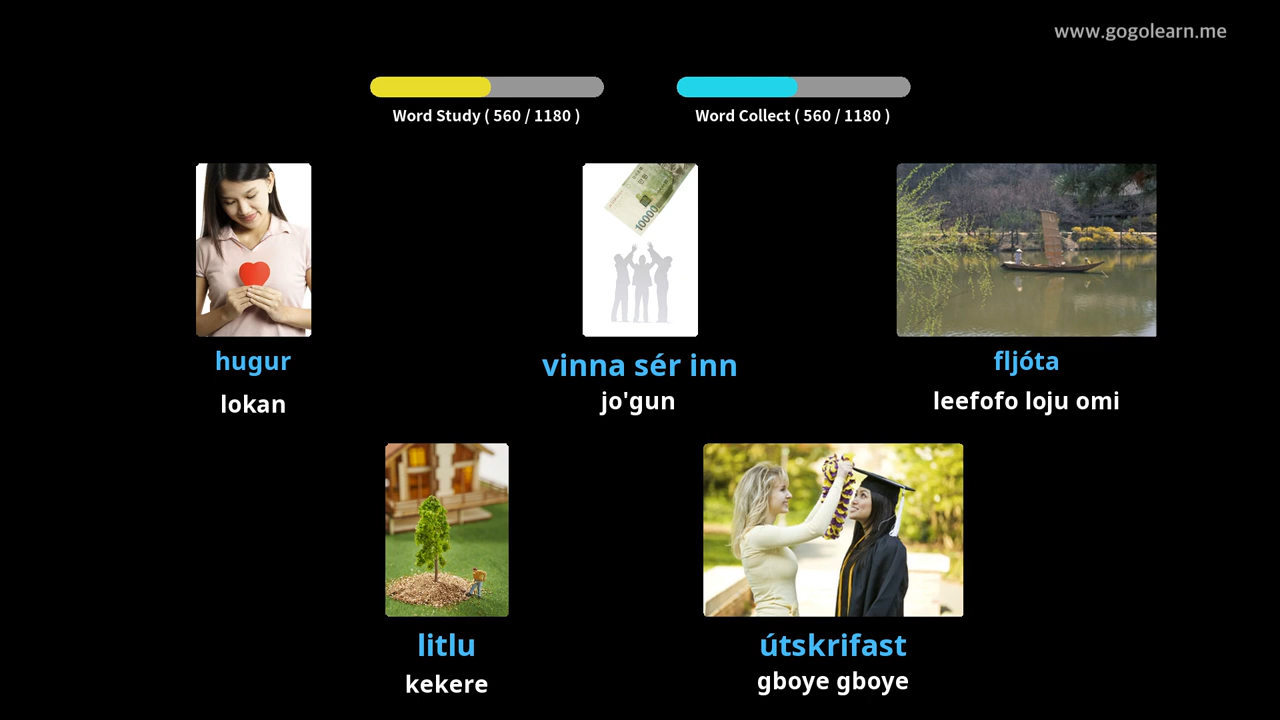 www.gogolearn.me
Word Study ( 560 / 1180 )
Word Collect ( 560 / 1180 )
10000
hugur
lokan
vinna sér inn
jo'gun
fljóta
leefofo loju omi
litlu
kekere
útskrifast
gboye gboye